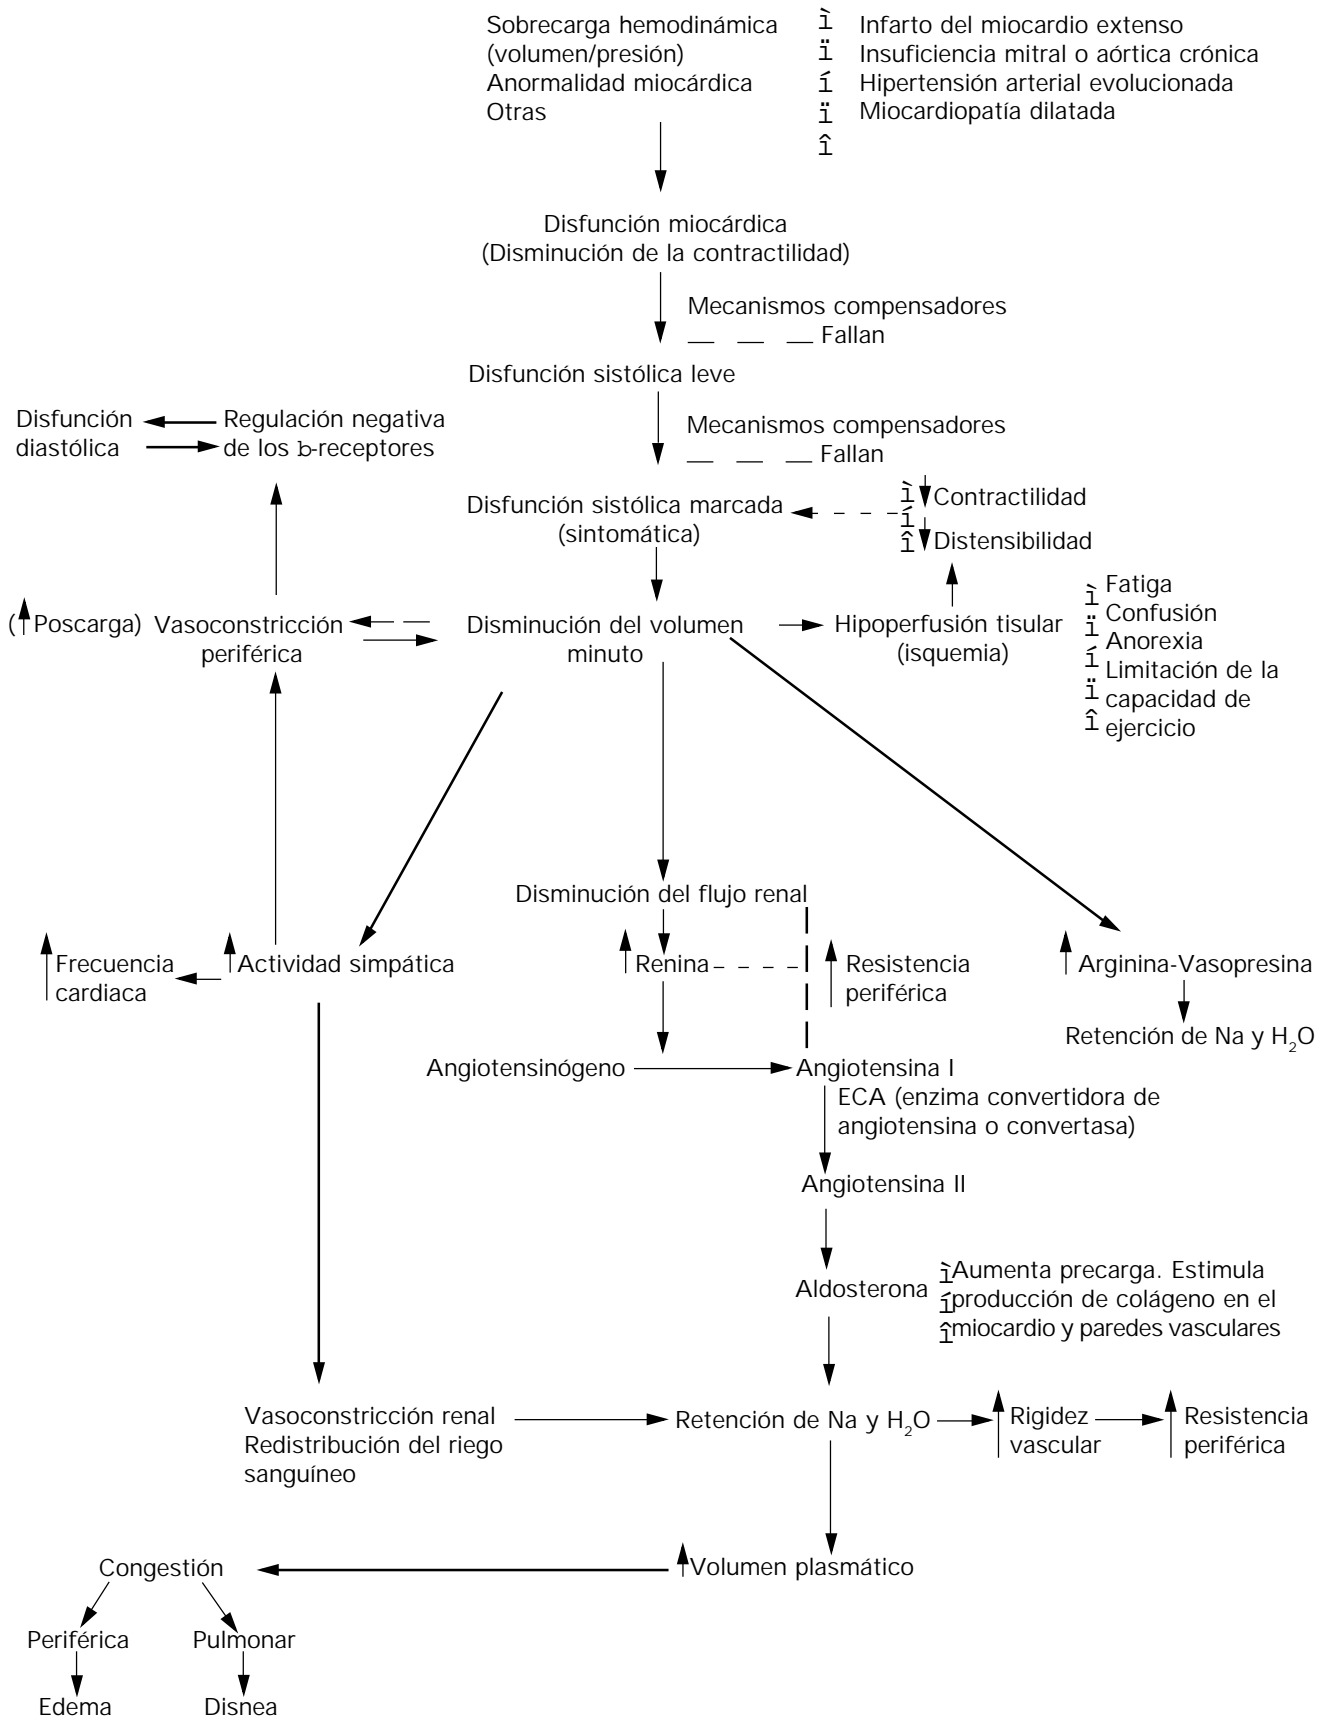 Sobrecarga hemodinámica
(volumen/presión)
Anormalidad miocárdica
Otras
ì
ï
í
ï
î
Infarto del miocardio extenso
Insuficiencia mitral o aórtica crónica
Hipertensión arterial evolucionada
Miocardiopatía dilatada
Disfunción miocárdica
(Disminución de la contractilidad)
Mecanismos compensadores
Fallan
Disfunción sistólica leve
Disfunción
diastólica
Regulación negativa
de los b-receptores
Mecanismos compensadores
Fallan
Disfunción sistólica marcada
(sintomática)
ì
í
î
Contractilidad
Distensibilidad
(↑Poscarga)
Vasoconstricción
periférica
Disminución del volumen
minuto
Hipoperfusión tisular
(isquemia)
ì
ï
í
ï
î
Fatiga
Confusión
Anorexia
Limitación de la
capacidad de
ejercicio
Disminución del flujo renal
Frecuencia
cardiaca
Actividad simpática
Renina
Resistencia
periférica
Arginina-Vasopresina
Retención de Na y H₂O
Angiotensinógeno
Angiotensina I
ECA (enzima convertidora de
angiotensina o convertasa)
Angiotensina II
Aldosterona
ì
í
î
Aumenta precarga. Estimula
producción de colágeno en el
miocardio y paredes vasculares
Vasoconstricción renal
Redistribución del riego
sanguíneo
Retención de Na y H₂O
Rigidez
vascular
Resistencia
periférica
Congestión
Volumen plasmático
Periférica
Pulmonar
Edema
Disnea